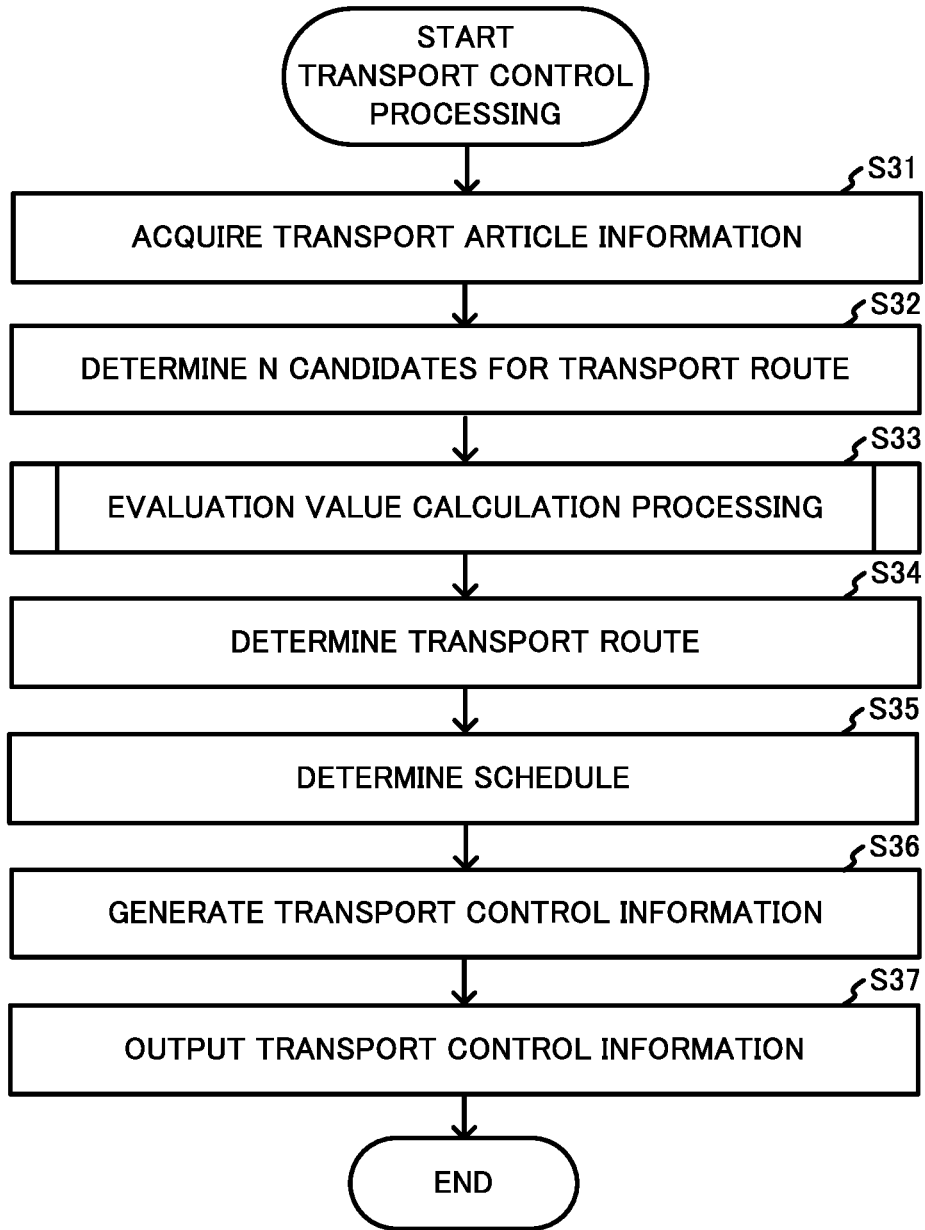 START
TRANSPORT CONTROL
PROCESSING
S31
ACQUIRE TRANSPORT ARTICLE INFORMATION
S32
DETERMINE N CANDIDATES FOR TRANSPORT ROUTE
S33
EVALUATION VALUE CALCULATION PROCESSING
S34
DETERMINE TRANSPORT ROUTE
S35
DETERMINE SCHEDULE
S36
GENERATE TRANSPORT CONTROL INFORMATION
S37
OUTPUT TRANSPORT CONTROL INFORMATION
END